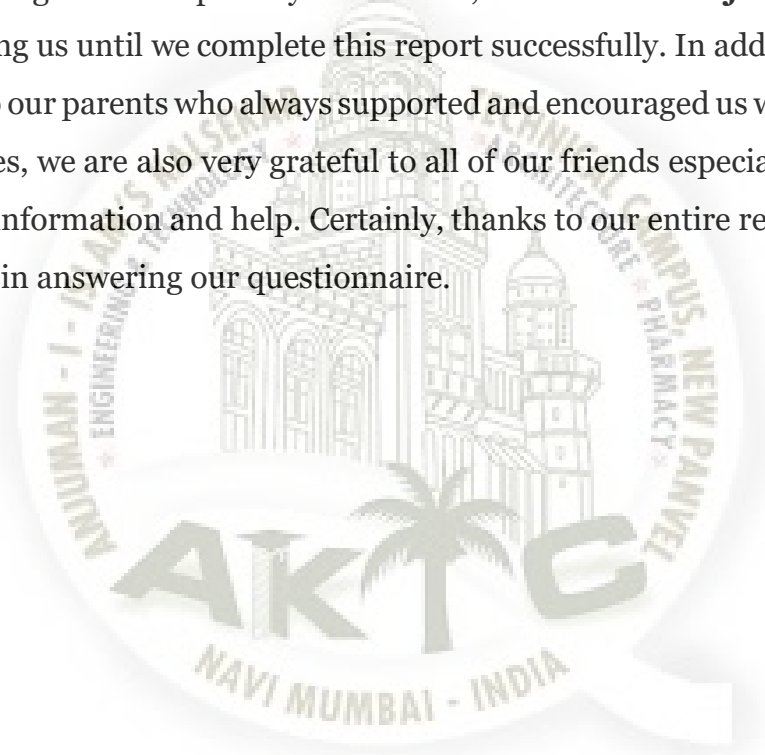 ng us until we complete this report successfully. In add
our parents who always supported and encouraged us w
es, we are also very grateful to all of our friends especia
nformation and help. Certainly, thanks to our entire re
in answering our questionnaire.
ANJUMAN - I - ISLAM'S KALSEKAR TECHNICAL CAMPUS, NEW PANVEL
ENGINEERING & TECHNOLOGY * ARCHITECTURE * PHARMACY
AKTC
NAVI MUMBAI - INDIA